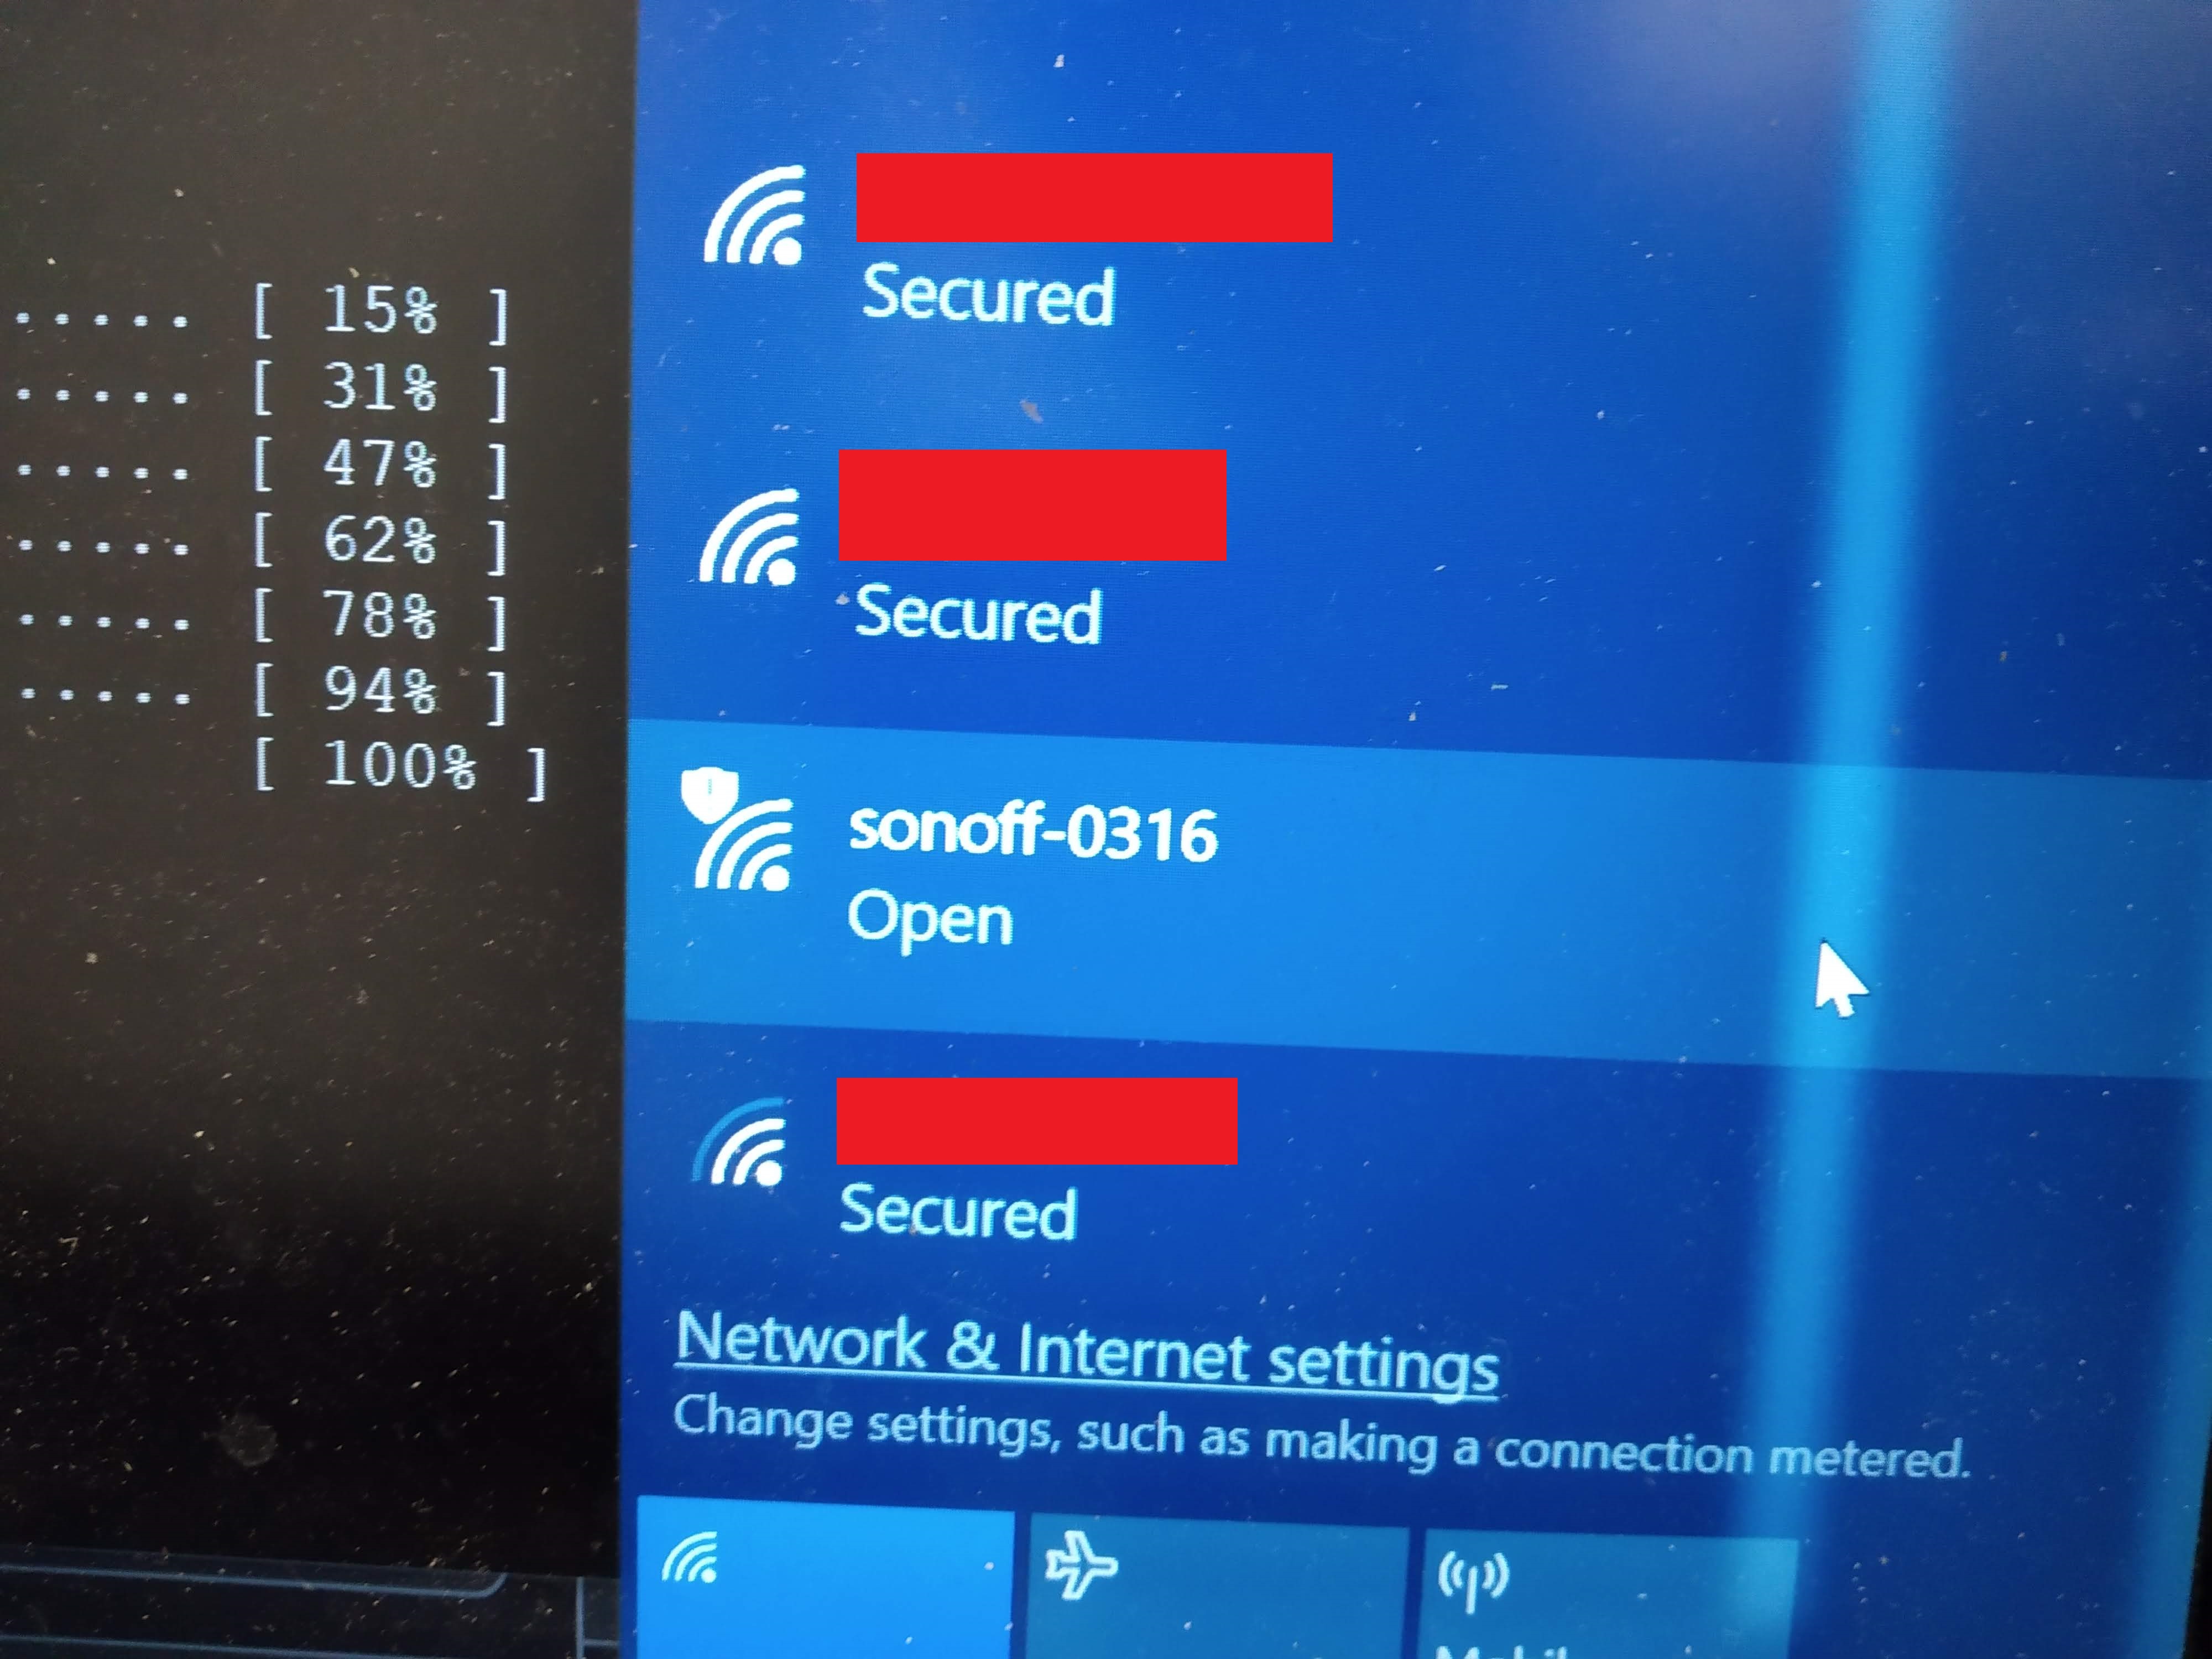 ..... [ 15% ]
..... [ 31% ]
..... [ 47% ]
..... [ 62% ]
..... [ 78% ]
..... [ 94% ]
[ 100% ]
Secured
Secured
sonoff-0316
Open
Secured
Network & Internet settings
Change settings, such as making a connection metered.